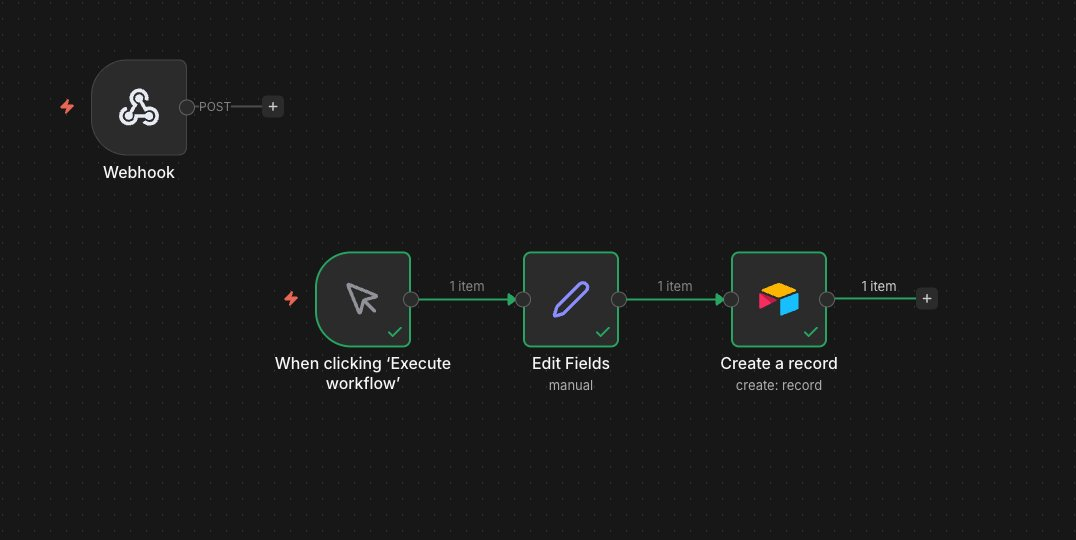 POST
+
Webhook
1 item
1 item
1 item
+
When clicking ‘Execute
workflow’
Edit Fields
manual
Create a record
create: record